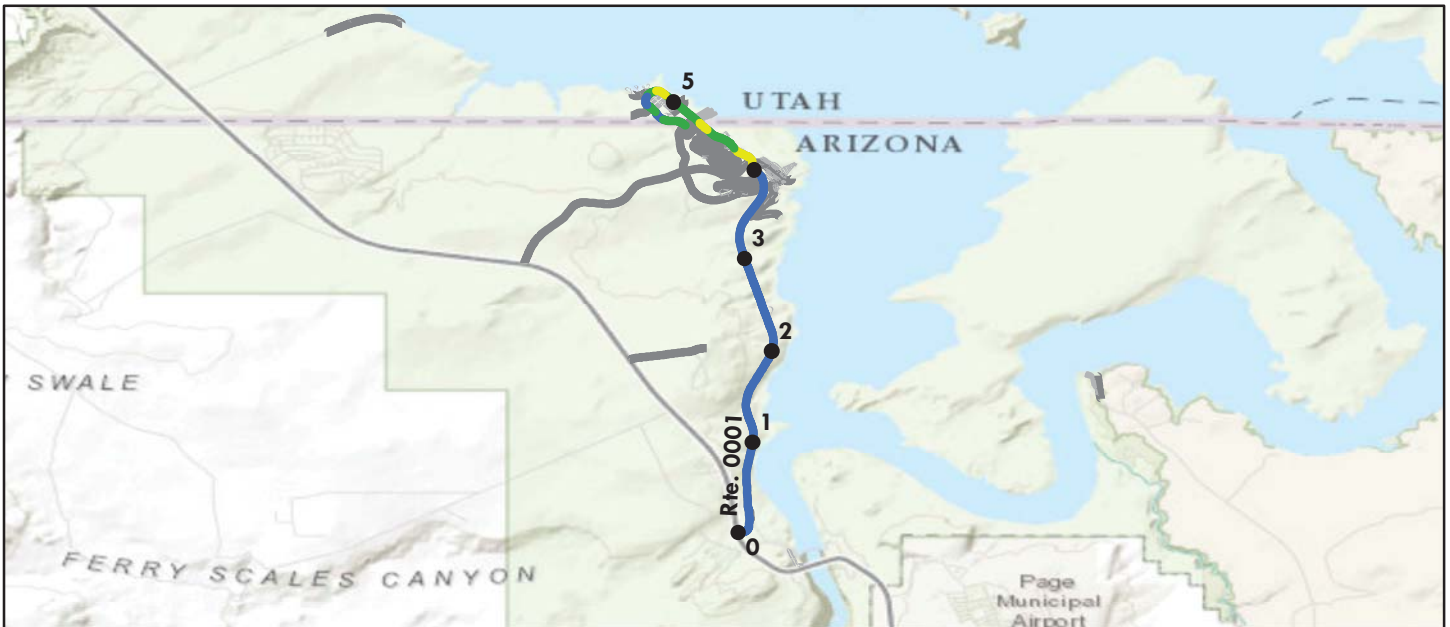 5
UTAH
ARIZONA
3
2
SWALE
1
Rte. 0001
0
FERRY SCALES CANYON
Page
Municipal
Airport